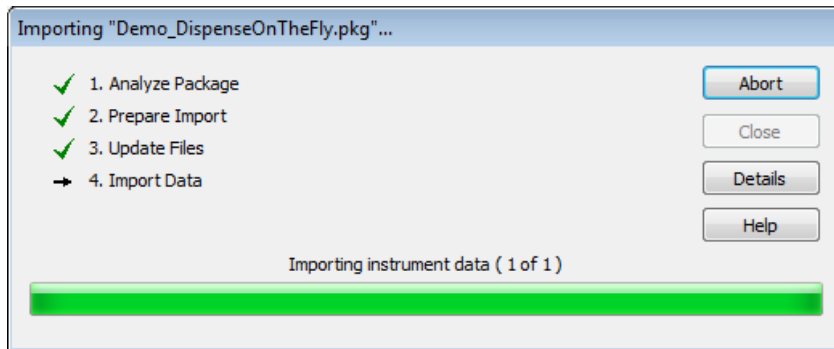 Importing "Demo_DispenseOnTheFly.pkg"...
1. Analyze Package
2. Prepare Import
3. Update Files
4. Import Data
Abort
Close
Details
Help
Importing instrument data ( 1 of 1 )